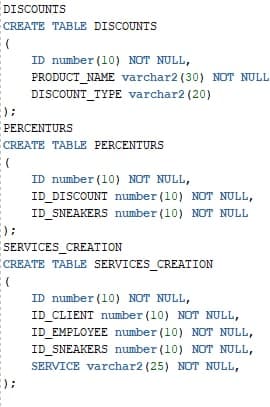 DISCOUNTS
CREATE TABLE DISCOUNTS
(
ID number(10) NOT NULL,
PRODUCT_NAME varchar2(30) NOT NULL
DISCOUNT_TYPE varchar2(20)
);
PERCENTURS
CREATE TABLE PERCENTURS
(
ID number(10) NOT NULL,
ID_DISCOUNT number(10) NOT NULL,
ID_SNEAKERS number(10) NOT NULL
);
SERVICES_CREATION
CREATE TABLE SERVICES_CREATION
(
ID number(10) NOT NULL,
ID_CLIENT number(10) NOT NULL,
ID_EMPLOYEE number(10) NOT NULL,
ID_SNEAKERS number(10) NOT NULL,
SERVICE varchar2(25) NOT NULL,
);